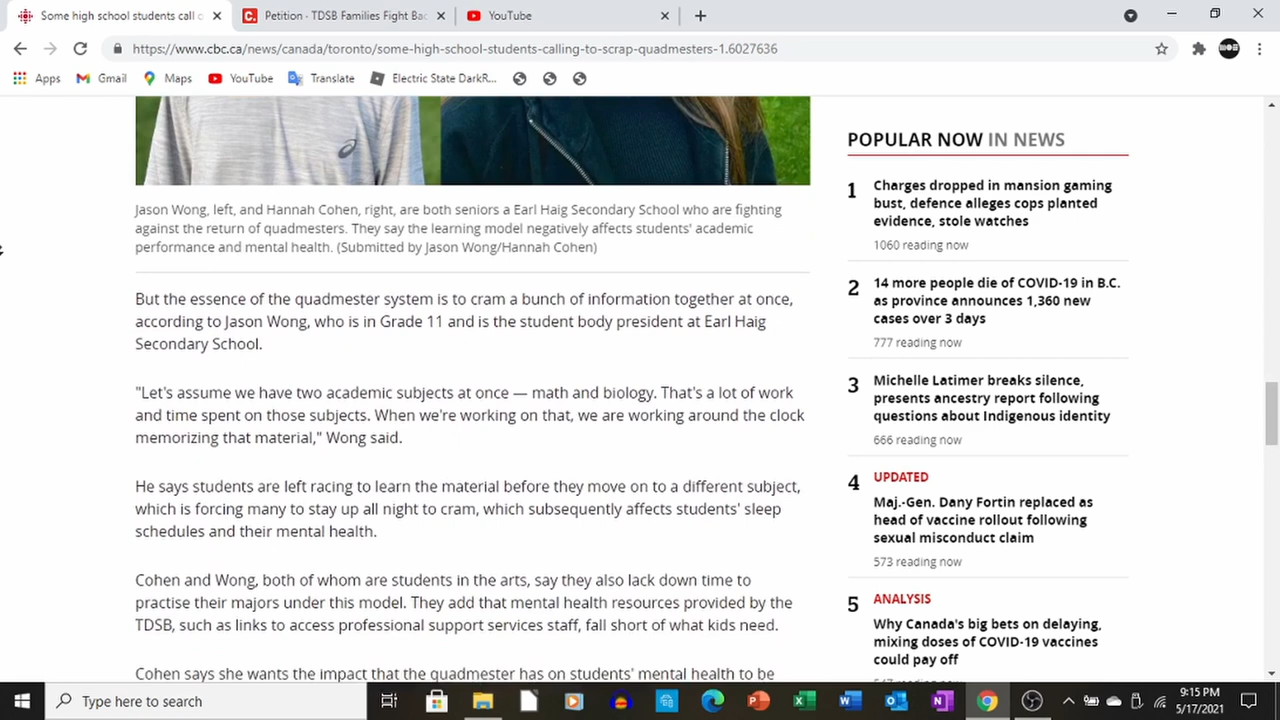 Some high school students call o
Petition · TDSB Families Fight Bac
YouTube
https://www.cbc.ca/news/canada/toronto/some-high-school-students-calling-to-scrap-quadmesters-1.6027636
Apps
Gmail
Maps
YouTube
Translate
Electric State DarkR...
Jason Wong, left, and Hannah Cohen, right, are both seniors a Earl Haig Secondary School who are fighting
against the return of quadmesters. They say the learning model negatively affects students' academic
performance and mental health. (Submitted by Jason Wong/Hannah Cohen)
But the essence of the quadmester system is to cram a bunch of information together at once,
according to Jason Wong, who is in Grade 11 and is the student body president at Earl Haig
Secondary School.
"Let's assume we have two academic subjects at once — math and biology. That's a lot of work
and time spent on those subjects. When we're working on that, we are working around the clock
memorizing that material," Wong said.
He says students are left racing to learn the material before they move on to a different subject,
which is forcing many to stay up all night to cram, which subsequently affects students' sleep
schedules and their mental health.
Cohen and Wong, both of whom are students in the arts, say they also lack down time to
practise their majors under this model. They add that mental health resources provided by the
TDSB, such as links to access professional support services staff, fall short of what kids need.
Cohen says she wants the impact that the quadmester has on students' mental health to be
POPULAR NOW IN NEWS
1
Charges dropped in mansion gaming
bust, defence alleges cops planted
evidence, stole watches
1060 reading now
2
14 more people die of COVID-19 in B.C.
as province announces 1,360 new
cases over 3 days
777 reading now
3
Michelle Latimer breaks silence,
presents ancestry report following
questions about Indigenous identity
666 reading now
4
UPDATED
Maj.-Gen. Dany Fortin replaced as
head of vaccine rollout following
sexual misconduct claim
573 reading now
5
ANALYSIS
Why Canada's big bets on delaying,
mixing doses of COVID-19 vaccines
could pay off
Type here to search
9:15 PM
5/17/2021